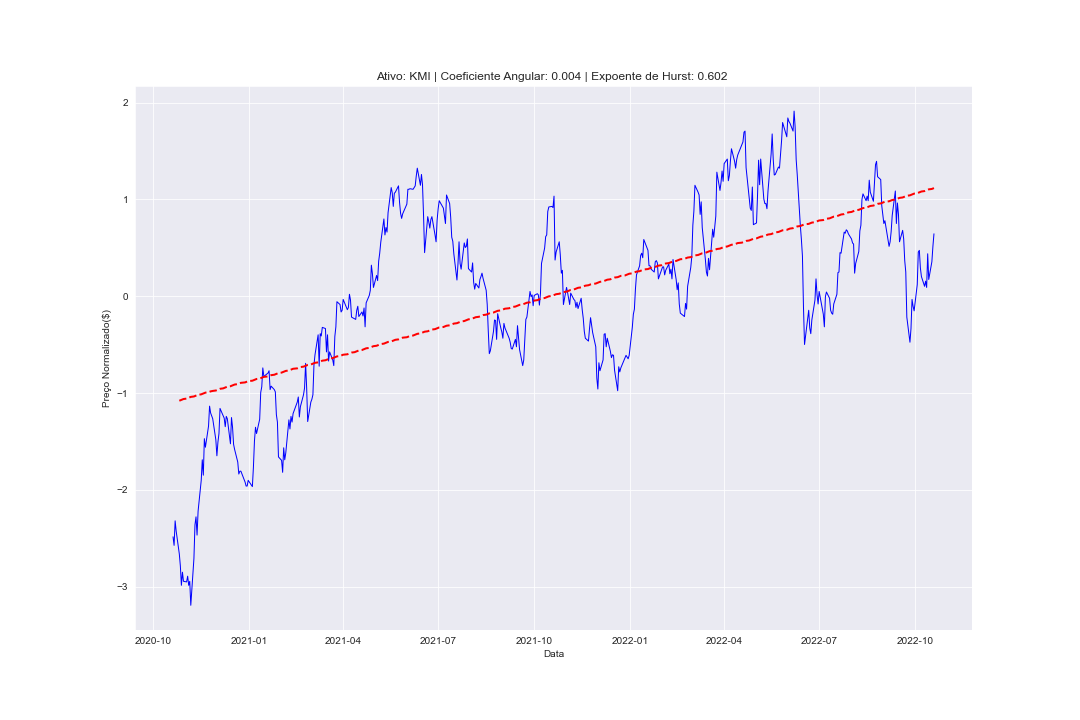 Ativo: KMI | Coeficiente Angular: 0.004 | Expoente de Hurst: 0.602
2
1
0
−1
−2
−3
Preço Normalizado($)
2020-10 2021-01 2021-04 2021-07 2021-10 2022-01 2022-04 2022-07 2022-10
Data